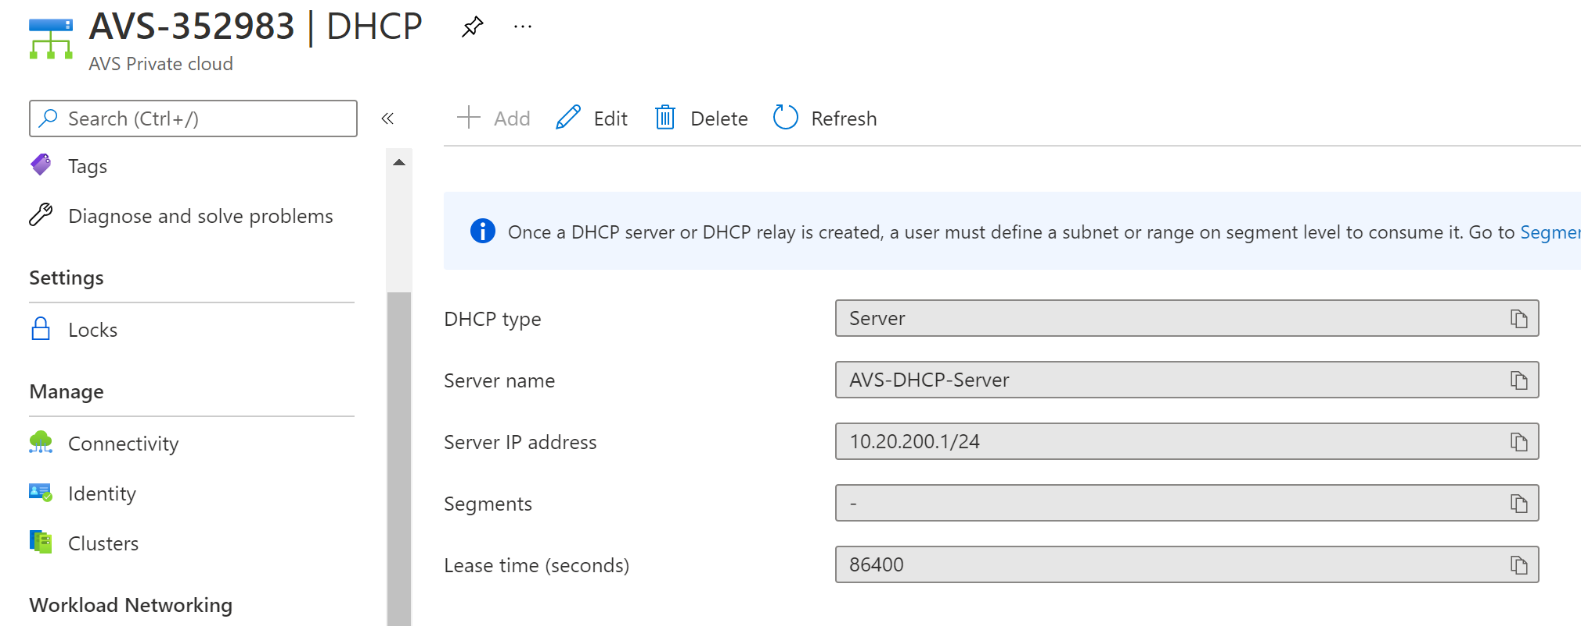 AVS-352983 | DHCP ...
AVS Private cloud
Search (Ctrl+/)
«
Add
Edit
Delete
Refresh
Tags
Diagnose and solve problems
Settings
Locks
Manage
Connectivity
Identity
Clusters
Workload Networking
Once a DHCP server or DHCP relay is created, a user must define a subnet or range on segment level to consume it. Go to Segmen
DHCP type
Server
Server name
AVS-DHCP-Server
Server IP address
10.20.200.1/24
Segments
-
Lease time (seconds)
86400